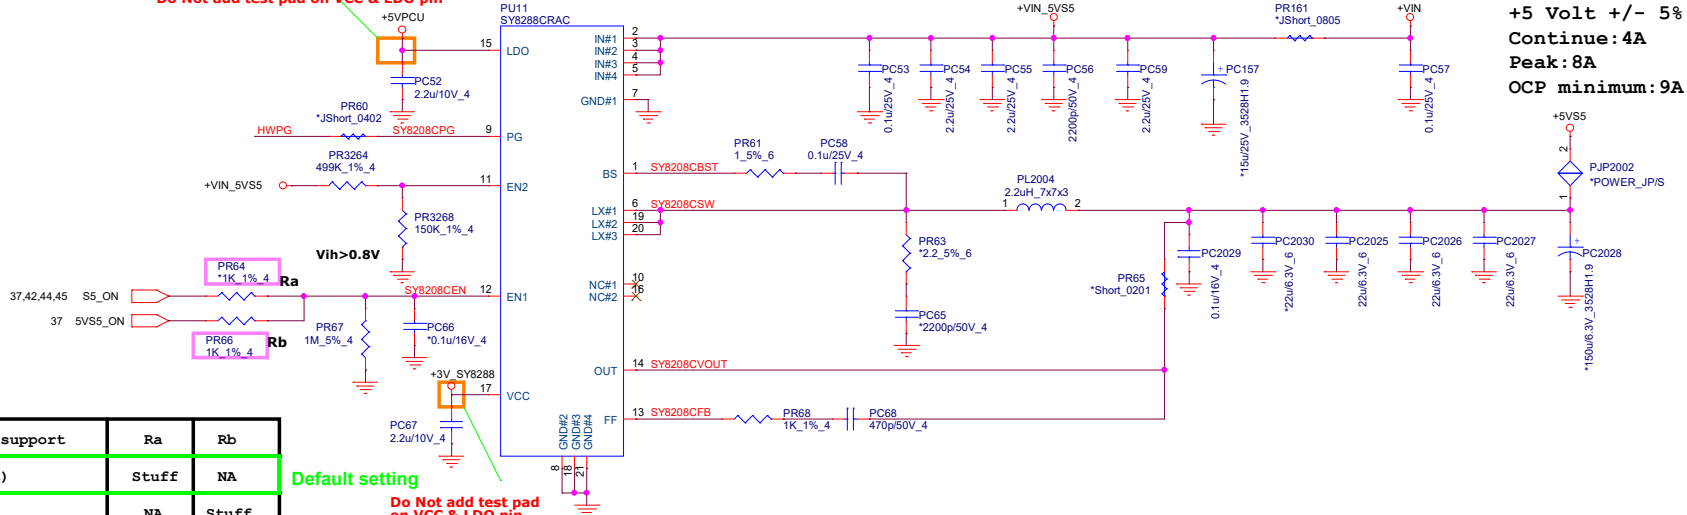 Do Not add test pad on VCC & LDO pin
+5VPCU
PU11
SY8288CRAC
+VIN_5VS5
PR161
*JShort_0805
+VIN
+5 Volt +/- 5%
Continue:4A
Peak:8A
OCP minimum:9A
15
LDO
IN#1
2
IN#2
3
IN#3
4
IN#4
5
GND#1
7
PC52
2.2u/10V_4
PC53
0.1u/25V_4
PC54
2.2u/25V_4
PC55
2.2u/25V_4
PC56
2200p/50V_4
PC59
2.2u/25V_4
+
PC157
*15u/25V_3528H1.9
PC57
0.1u/25V_4
PR60
*JShort_0402
HWPG
SY8208CPG
9
PG
+5VS5
2
PJP2002
*POWER_JP/S
1
PR3264
499K_1%_4
+VIN_5VS5
11
EN2
BS
1
SY8208CBST
PR61
1_5%_6
PC58
0.1u/25V_4
PR3268
150K_1%_4
LX#1
6
SY8208CSW
LX#2
19
LX#3
20
PL2004
2.2uH_7x7x3
1
2
PR63
*2.2_5%_6
PC65
*2200p/50V_4
PR65
*Short_0201
PC2029
0.1u/16V_4
PC2030
*22u/6.3V_6
PC2025
22u/6.3V_6
PC2026
22u/6.3V_6
PC2027
22u/6.3V_6
+
PC2028
*150u/6.3V_3528H1.9
Vih>0.8V
PR64
*1K_1%_4
Ra
37,42,44,45
S5_ON
SY8208CEN
12
EN1
NC#1
10
NC#2
16
37
5VS5_ON
PR66
1K_1%_4
Rb
PR67
1M_5%_4
PC66
*0.1u/16V_4
OUT
14
SY8208CVOUT
+3V_SY8288
17
VCC
PC67
2.2u/10V_4
FF
13
SY8208CFB
PR68
1K_1%_4
PC68
470p/50V_4
GND#2
GND#3
GND#4
8
18
21
support
Ra
Rb
)
Stuff
NA
Default setting
NA
Stuff
Do Not add test pad
on VCC & LDO pin